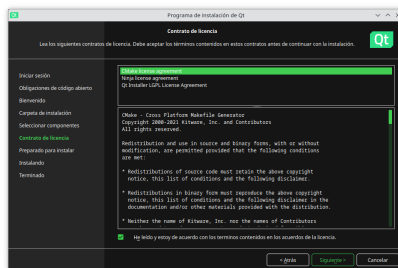 Programa de instalación de Qt
Contrato de licencia
Lea los siguientes contratos de licencia. Debe aceptar los términos contenidos en estos contratos antes de continuar con la instalación.
Qt
Iniciar sesión
Obligaciones de código abierto
Bienvenido
Carpeta de instalación
Seleccionar componentes
Contrato de licencia
Preparado para instalar
Instalando
Terminado
CMake license agreement
Ninja license agreement
Qt Installer LGPL License Agreement
CMake - Cross Platform Makefile Generator
Copyright 2000-2021 Kitware, Inc. and Contributors
All rights reserved.
Redistribution and use in source and binary forms, with or without
modification, are permitted provided that the following conditions
are met:
* Redistributions of source code must retain the above copyright
notice, this list of conditions and the following disclaimer.
* Redistributions in binary form must reproduce the above copyright
notice, this list of conditions and the following disclaimer in the
documentation and/or other materials provided with the distribution.
* Neither the name of Kitware, Inc. nor the names of Contributors
He leído y estoy de acuerdo con los terminos contenidos en los acuerdos de la licencia.
< Atrás
Siguiente >
Cancelar